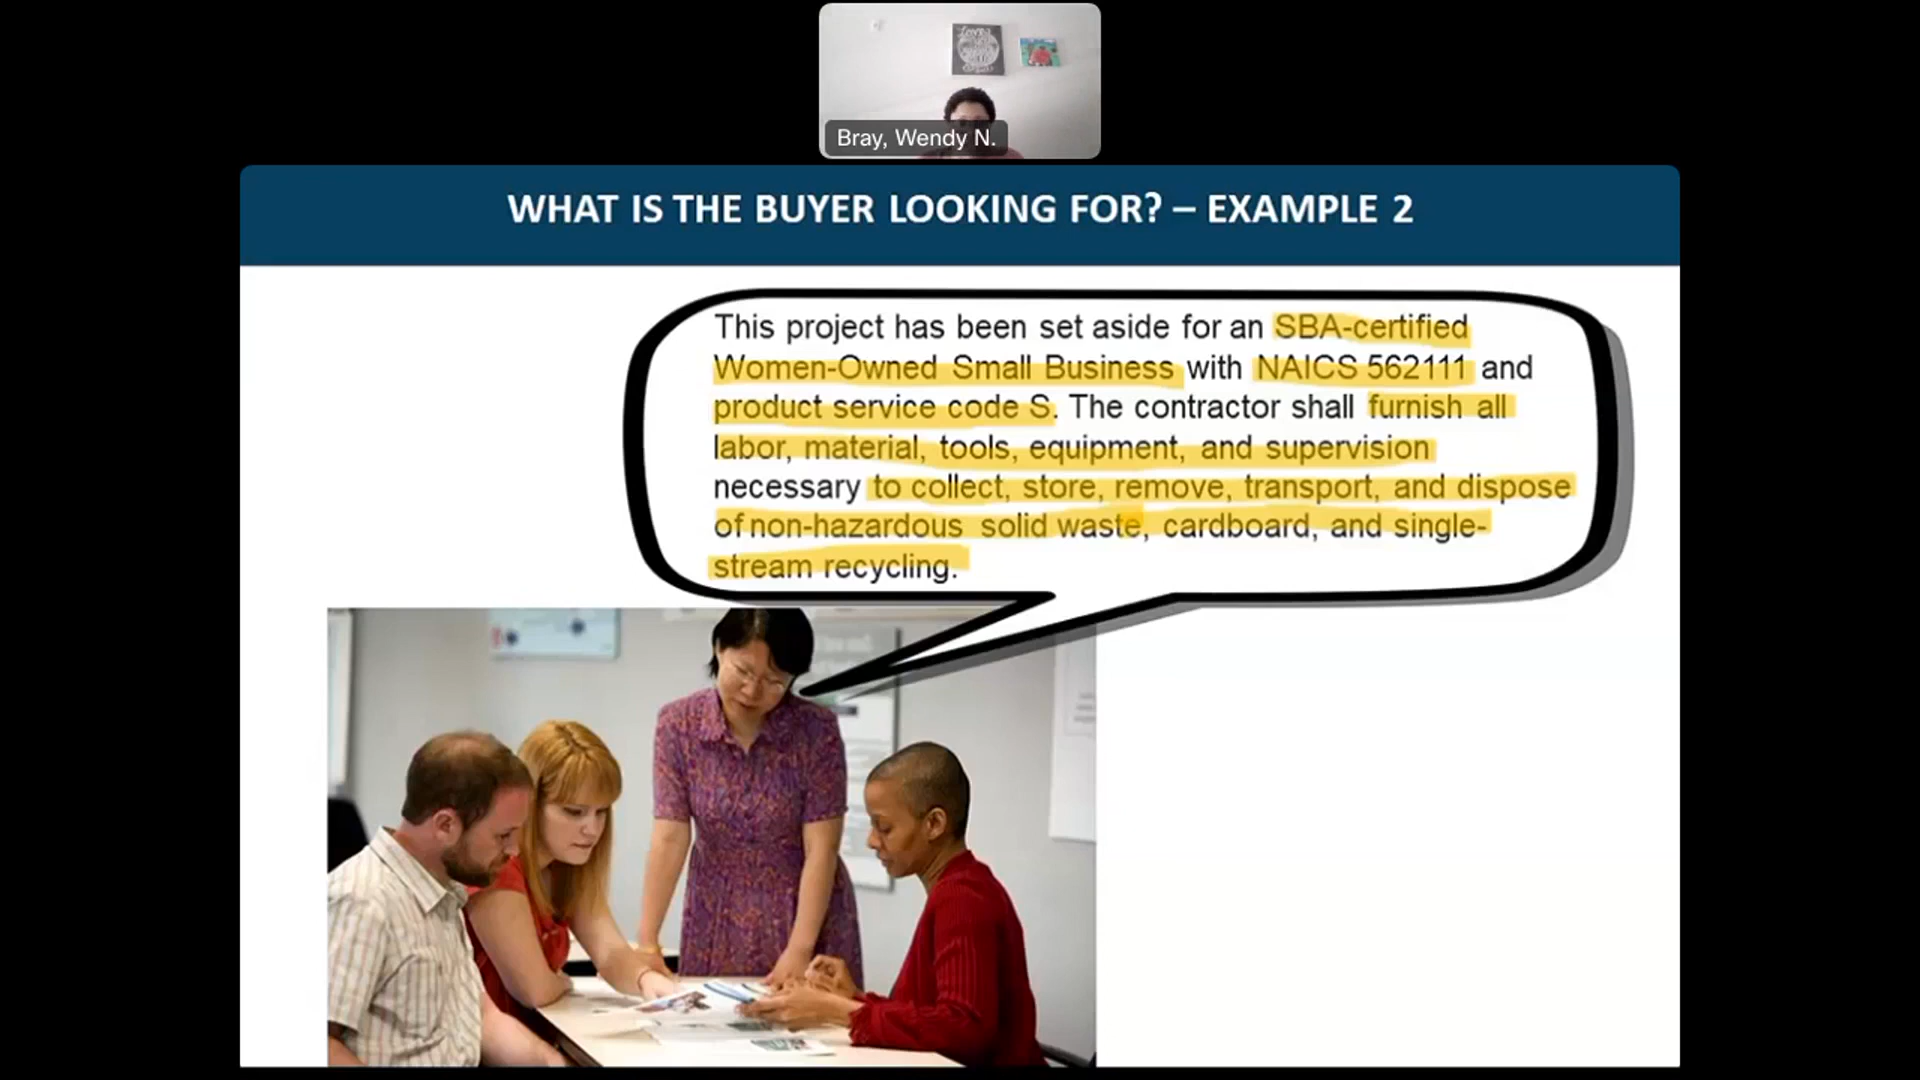 Bray, Wendy N.
WHAT IS THE BUYER LOOKING FOR? – EXAMPLE 2
This project has been set aside for an SBA-certified
Women-Owned Small Business with NAICS 562111 and
product service code S. The contractor shall furnish all
labor, material, tools, equipment, and supervision
necessary to collect, store, remove, transport, and dispose
of non-hazardous solid waste, cardboard, and single-
stream recycling.